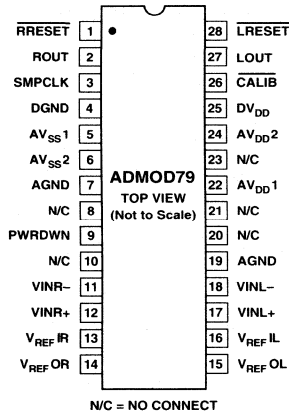 RRESET 1 28 LRESET
ROUT 2 27 LOUT
SMPCLK 3 26 CALIB
DGND 4 25 DVDD
AVSS1 5 24 AVDD2
AVSS2 6 23 N/C
AGND 7 22 AVDD1
ADMOD79
TOP VIEW
(Not to Scale)
N/C 8 21 N/C
PWRDWN 9 20 N/C
N/C 10 19 AGND
VINR– 11 18 VINL–
VINR+ 12 17 VINL+
VREF IR 13 16 VREF IL
VREF OR 14 15 VREF OL
N/C = NO CONNECT